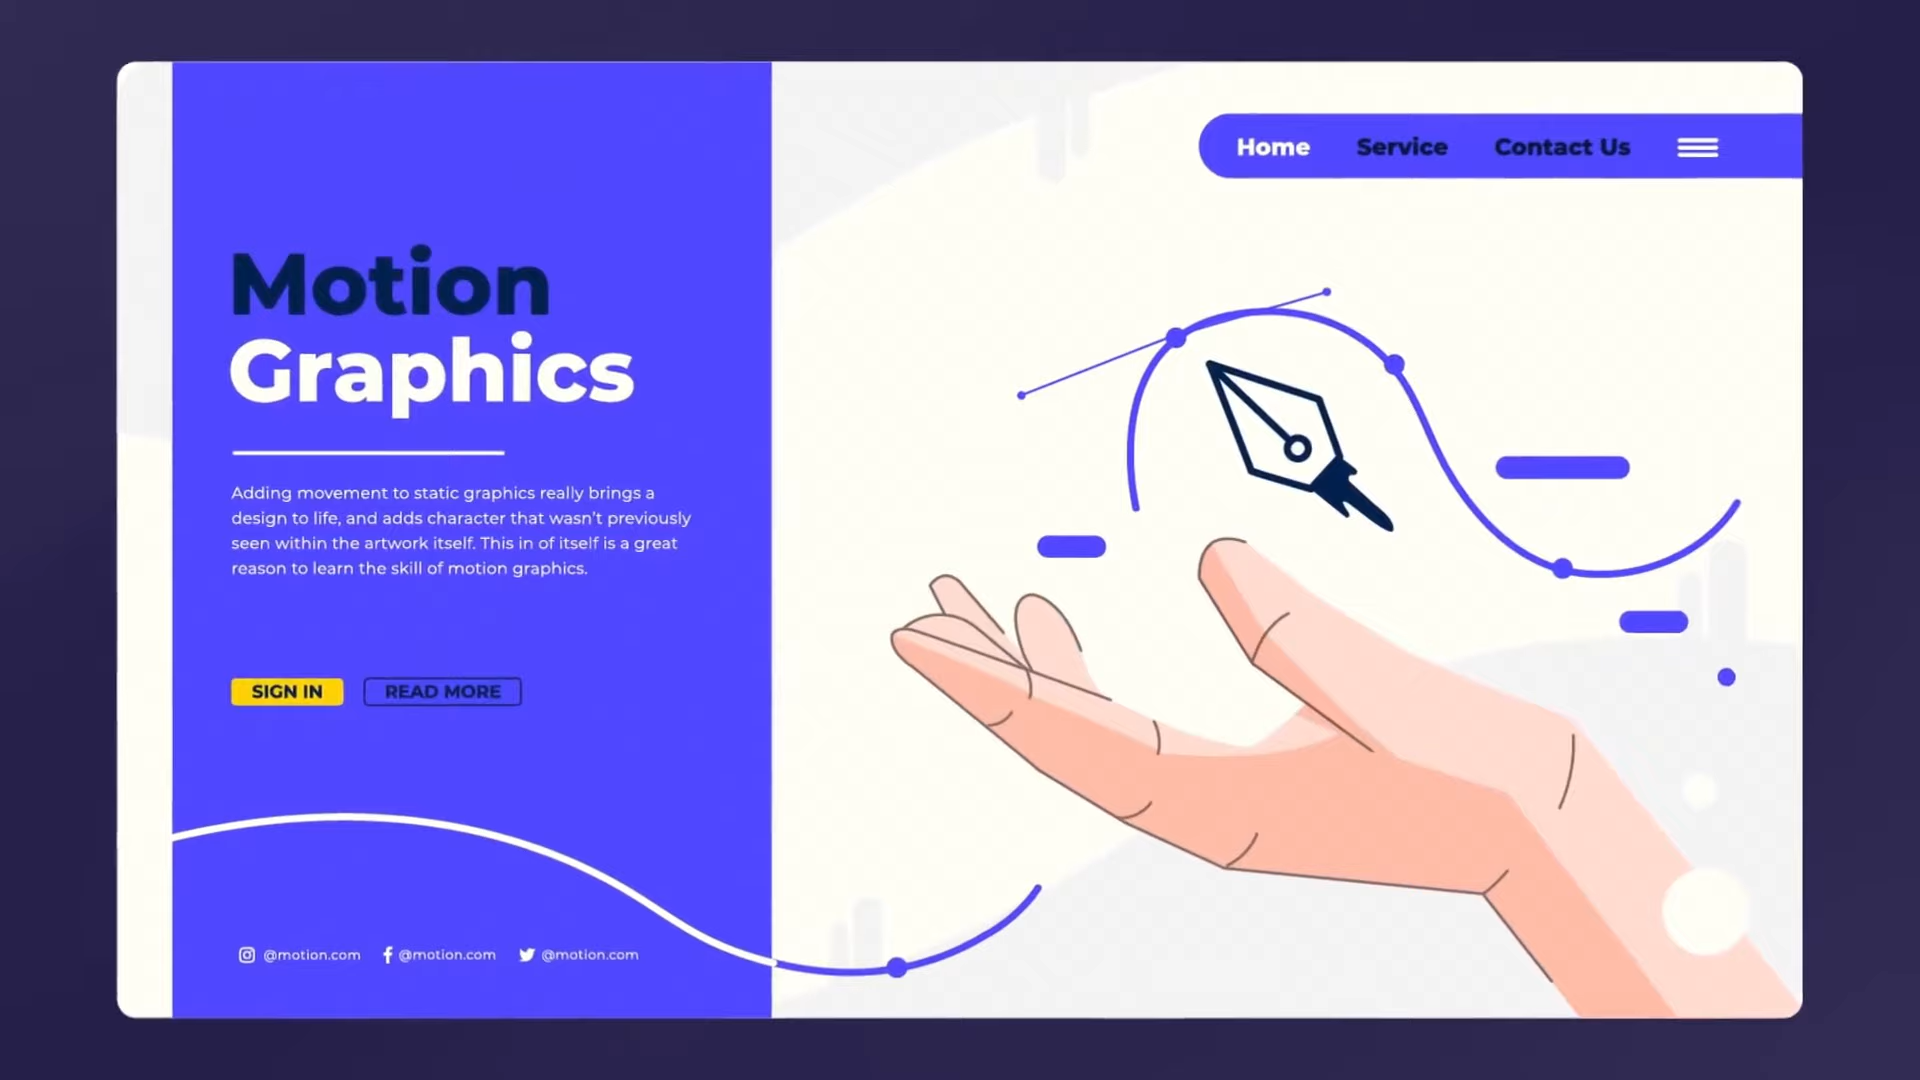 Home Service Contact Us
Motion
Graphics
Adding movement to static graphics really brings a
design to life, and adds character that wasn't previously
seen within the artwork itself. This in of itself is a great
reason to learn the skill of motion graphics.
SIGN IN READ MORE
@motion.com @motion.com @motion.com